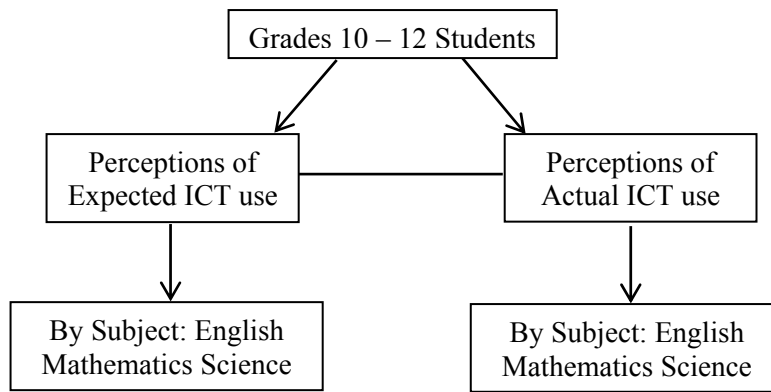 Grades 10 – 12 Students
Perceptions of
Expected ICT use
Perceptions of
Actual ICT use
By Subject: English
Mathematics Science
By Subject: English
Mathematics Science